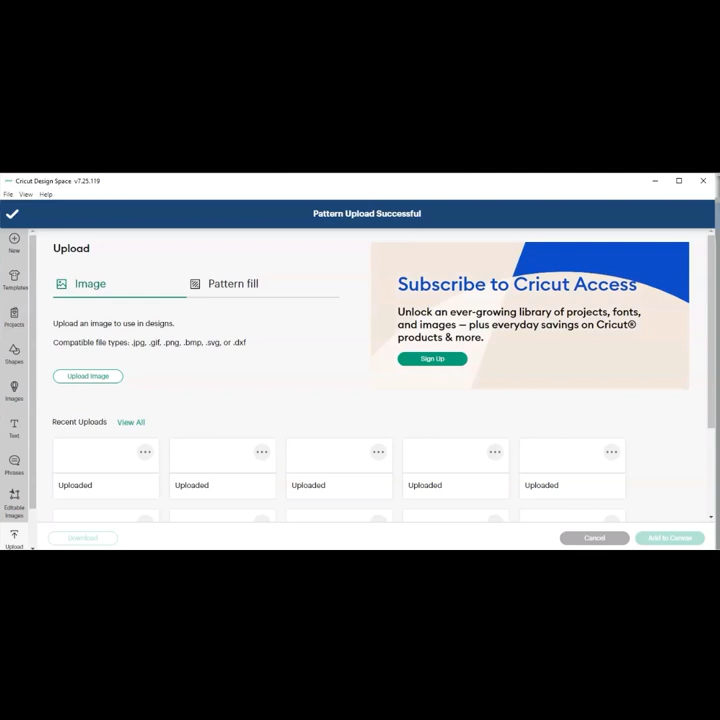 Cricut Design Space v7.25.119
File View Help
Pattern Upload Successful
New
Templates
Projects
Shapes
Images
Text
Phrases
Editable
Images
Upload
Upload
Image
Pattern fill
Upload an image to use in designs.
Compatible file types: .jpg, .gif, .png, .bmp, .svg, or .dxf
Upload Image
Subscribe to Cricut Access
Unlock an ever-growing library of projects, fonts,
and images — plus everyday savings on Cricut®
products & more.
Sign Up
Recent Uploads View All
Uploaded Uploaded Uploaded Uploaded Uploaded
Download
Cancel
Add to Canvas